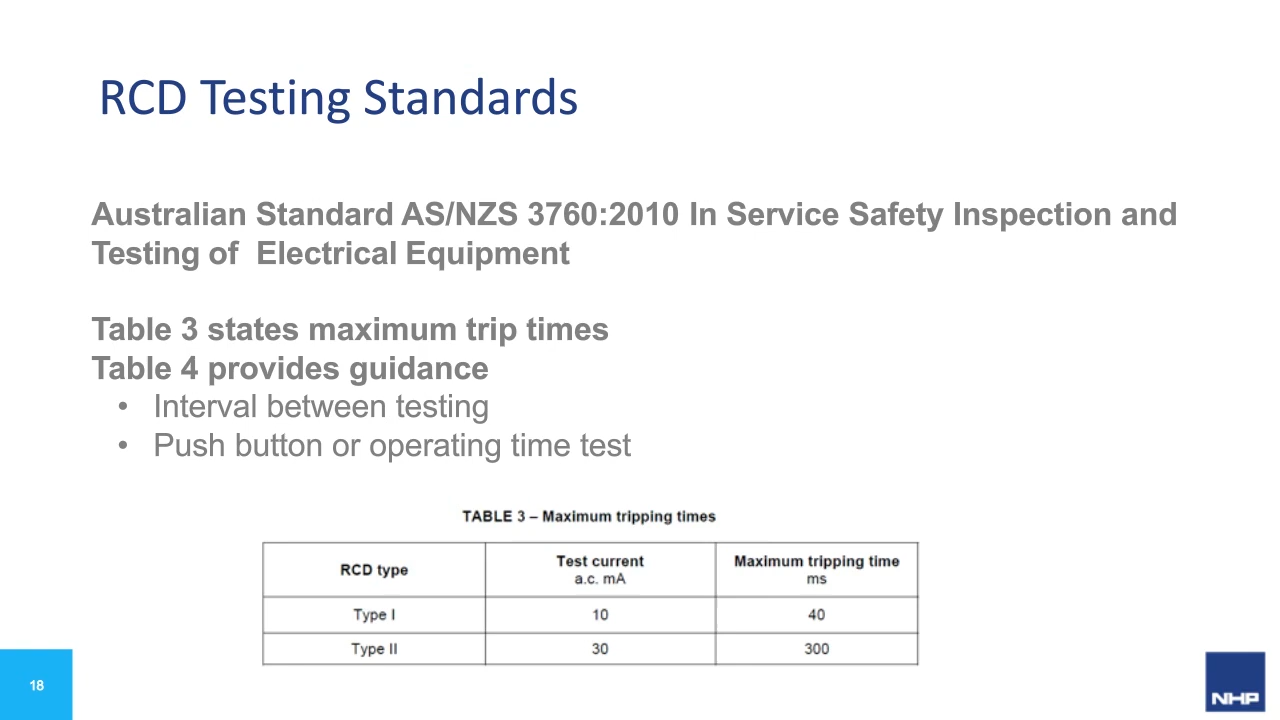 RCD Testing Standards
Australian Standard AS/NZS 3760:2010 In Service Safety Inspection and
Testing of  Electrical Equipment
Table 3 states maximum trip times
Table 4 provides guidance
• Interval between testing
• Push button or operating time test
TABLE 3 – Maximum tripping times
RCD type Test current a.c. mA Maximum tripping time ms
Type I 10 40
Type II 30 300
18
NHP